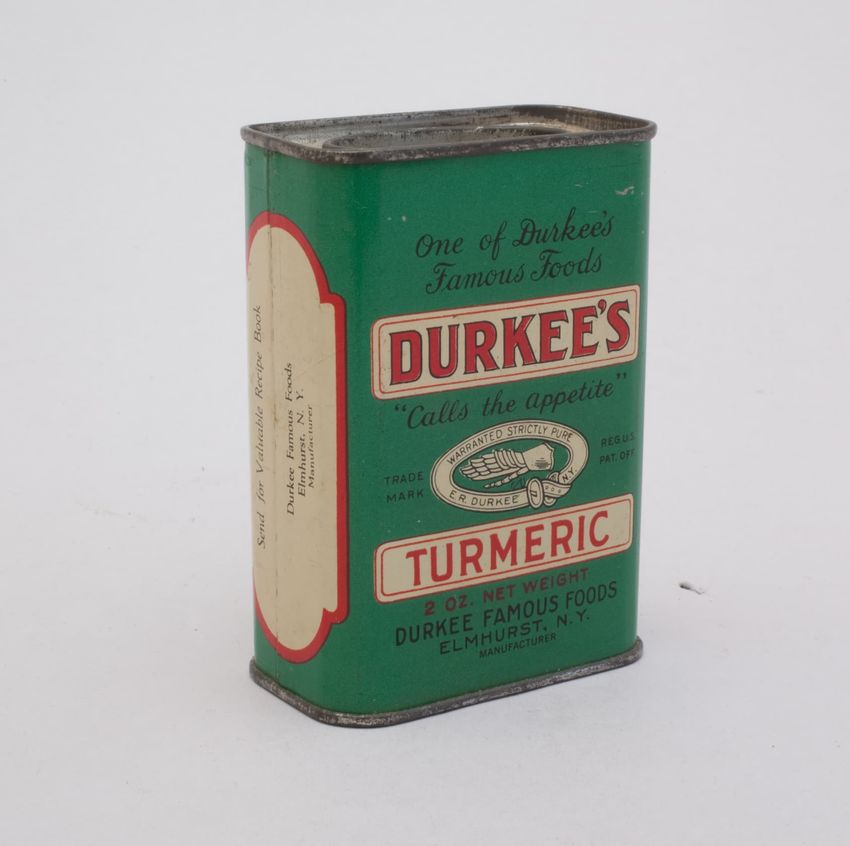 One of Durkee's
Famous Foods
DURKEE'S
"Calls the appetite"
TRADE
MARK
WARRANTED STRICTLY PURE
E.R. DURKEE
N.Y.
REG. U.S.
PAT. OFF.
TURMERIC
2 OZ. NET WEIGHT
DURKEE FAMOUS FOODS
ELMHURST, N.Y.
MANUFACTURER
Send for Valuable Recipe Book
Durkee Famous Foods
Elmhurst, N. Y.
Manufacturer